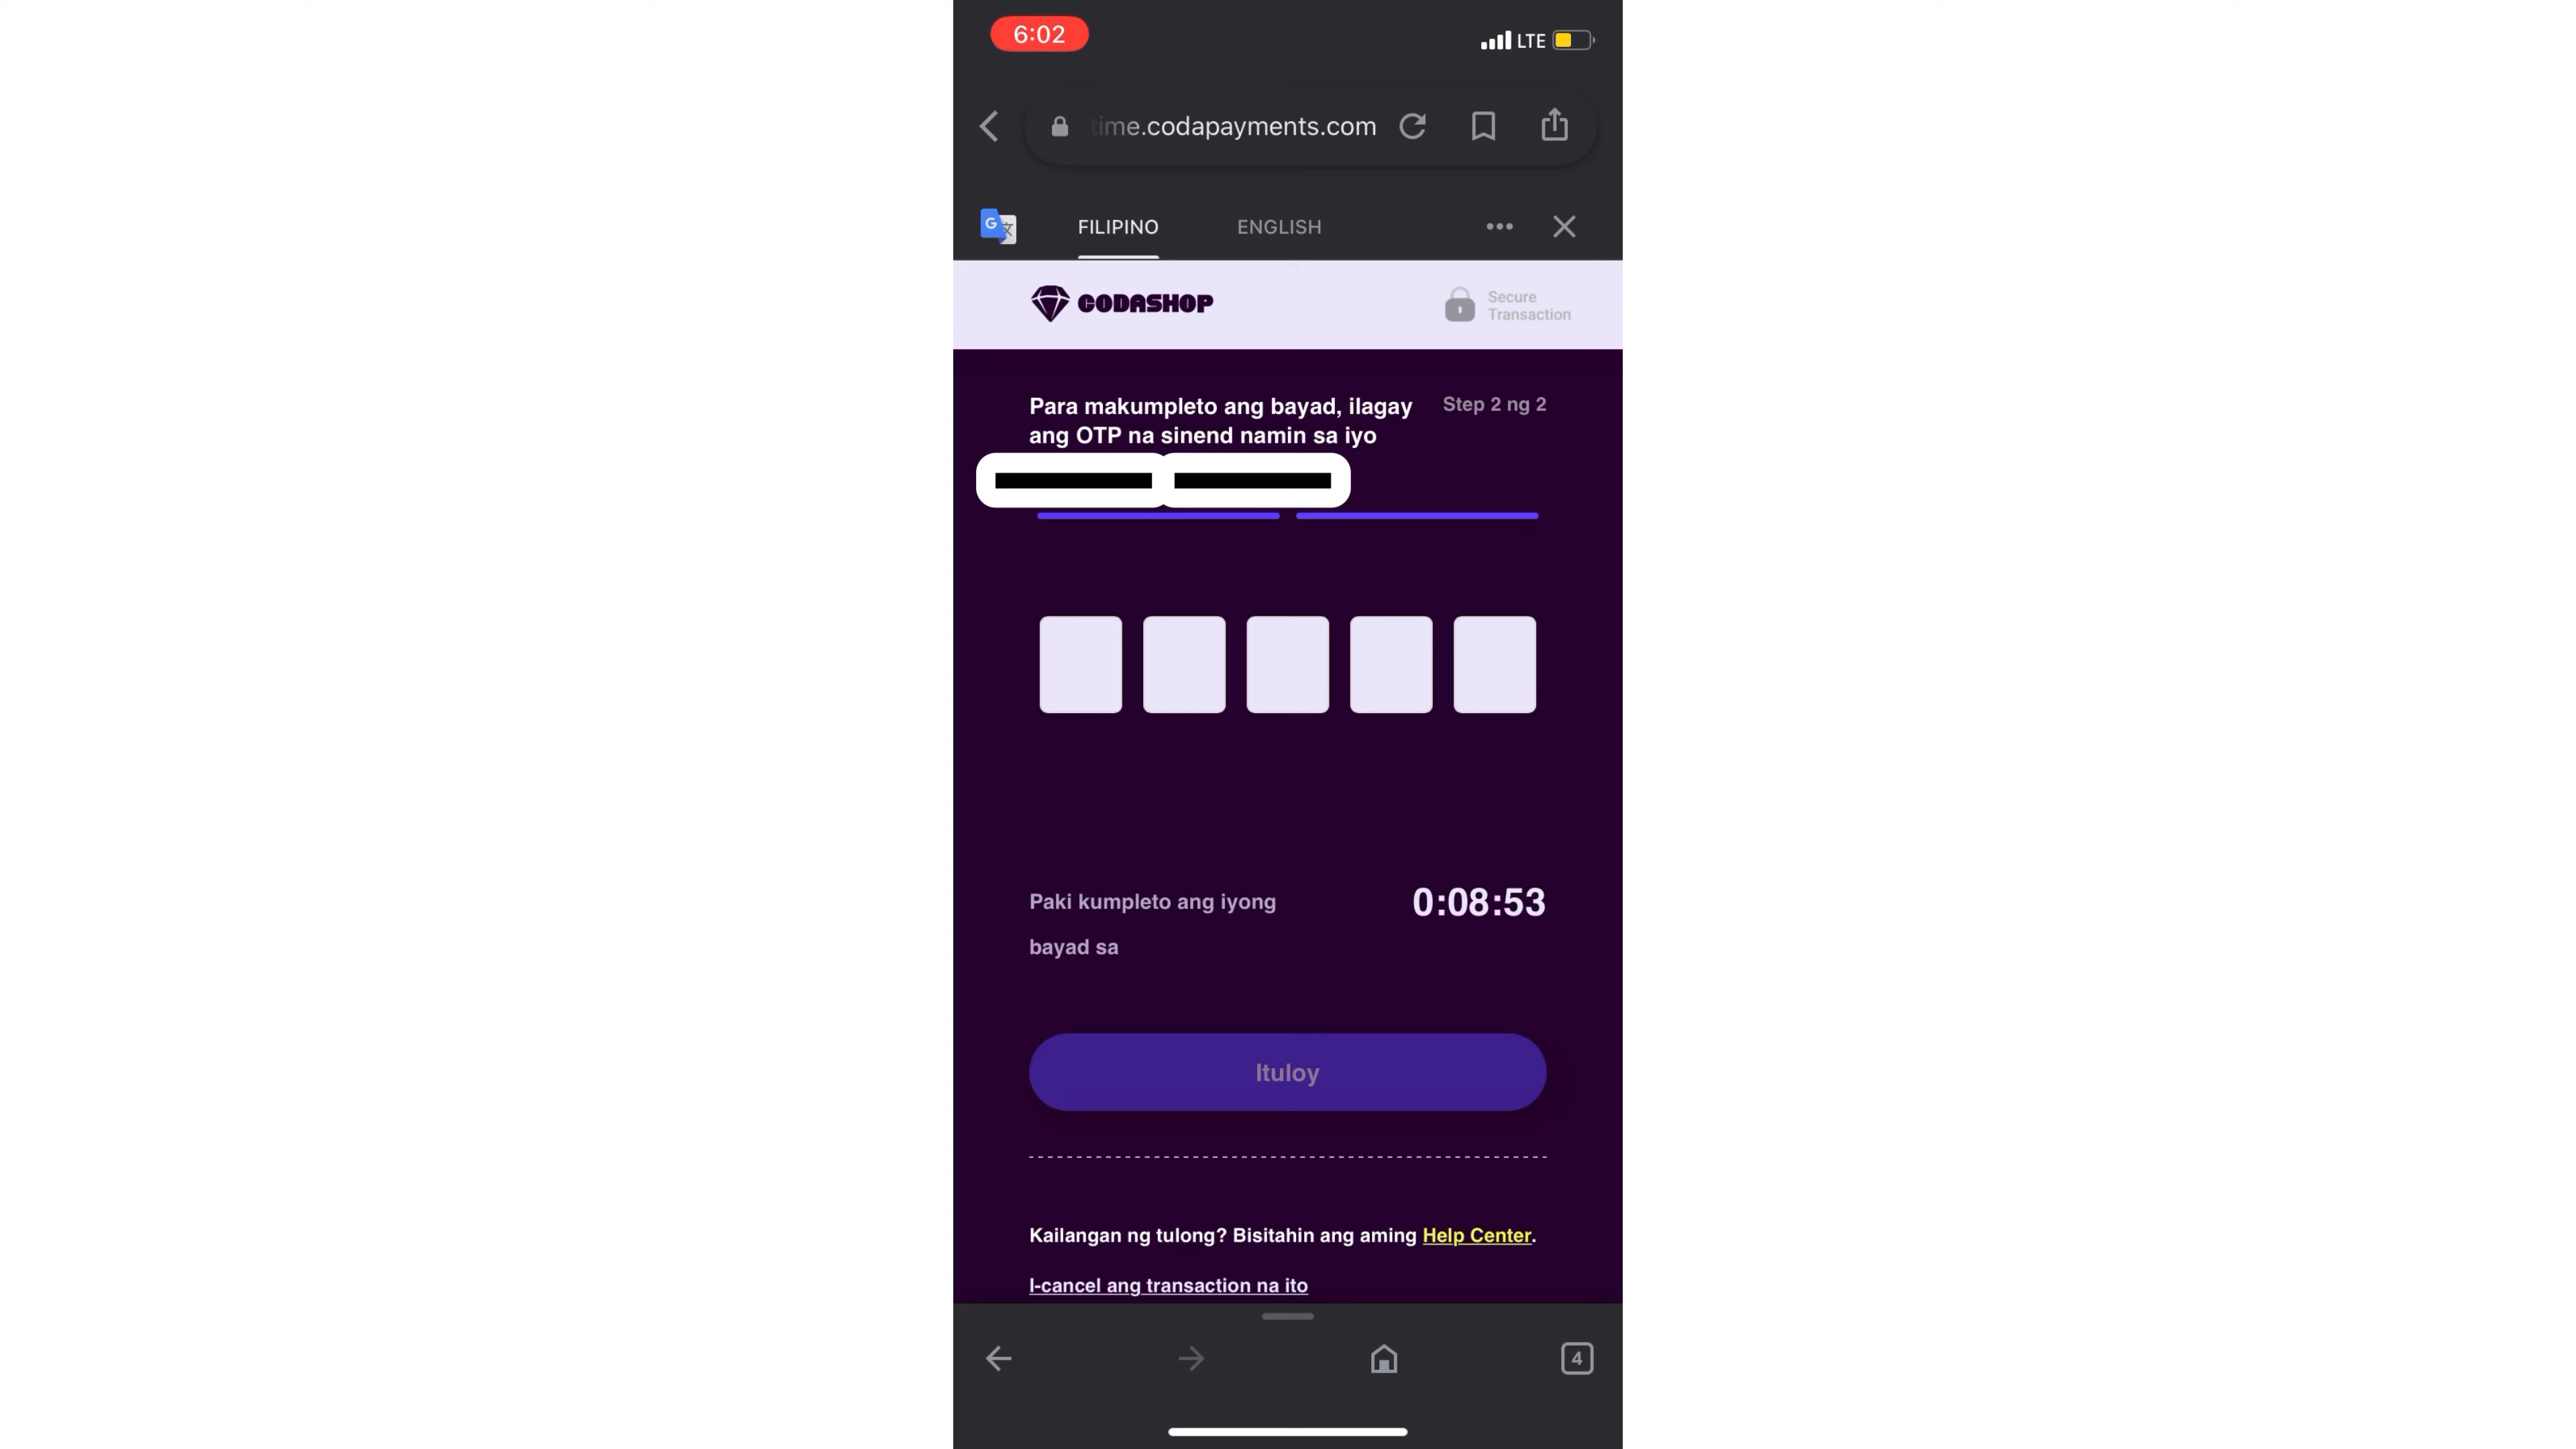 6:02
LTE
time.codapayments.com
FILIPINO
ENGLISH
CODASHOP
Secure
Transaction
Para makumpleto ang bayad, ilagay
ang OTP na sinend namin sa iyo
Step 2 ng 2
Paki kumpleto ang iyong
bayad sa
0:08:53
Ituloy
Kailangan ng tulong? Bisitahin ang aming Help Center.
I-cancel ang transaction na ito
4